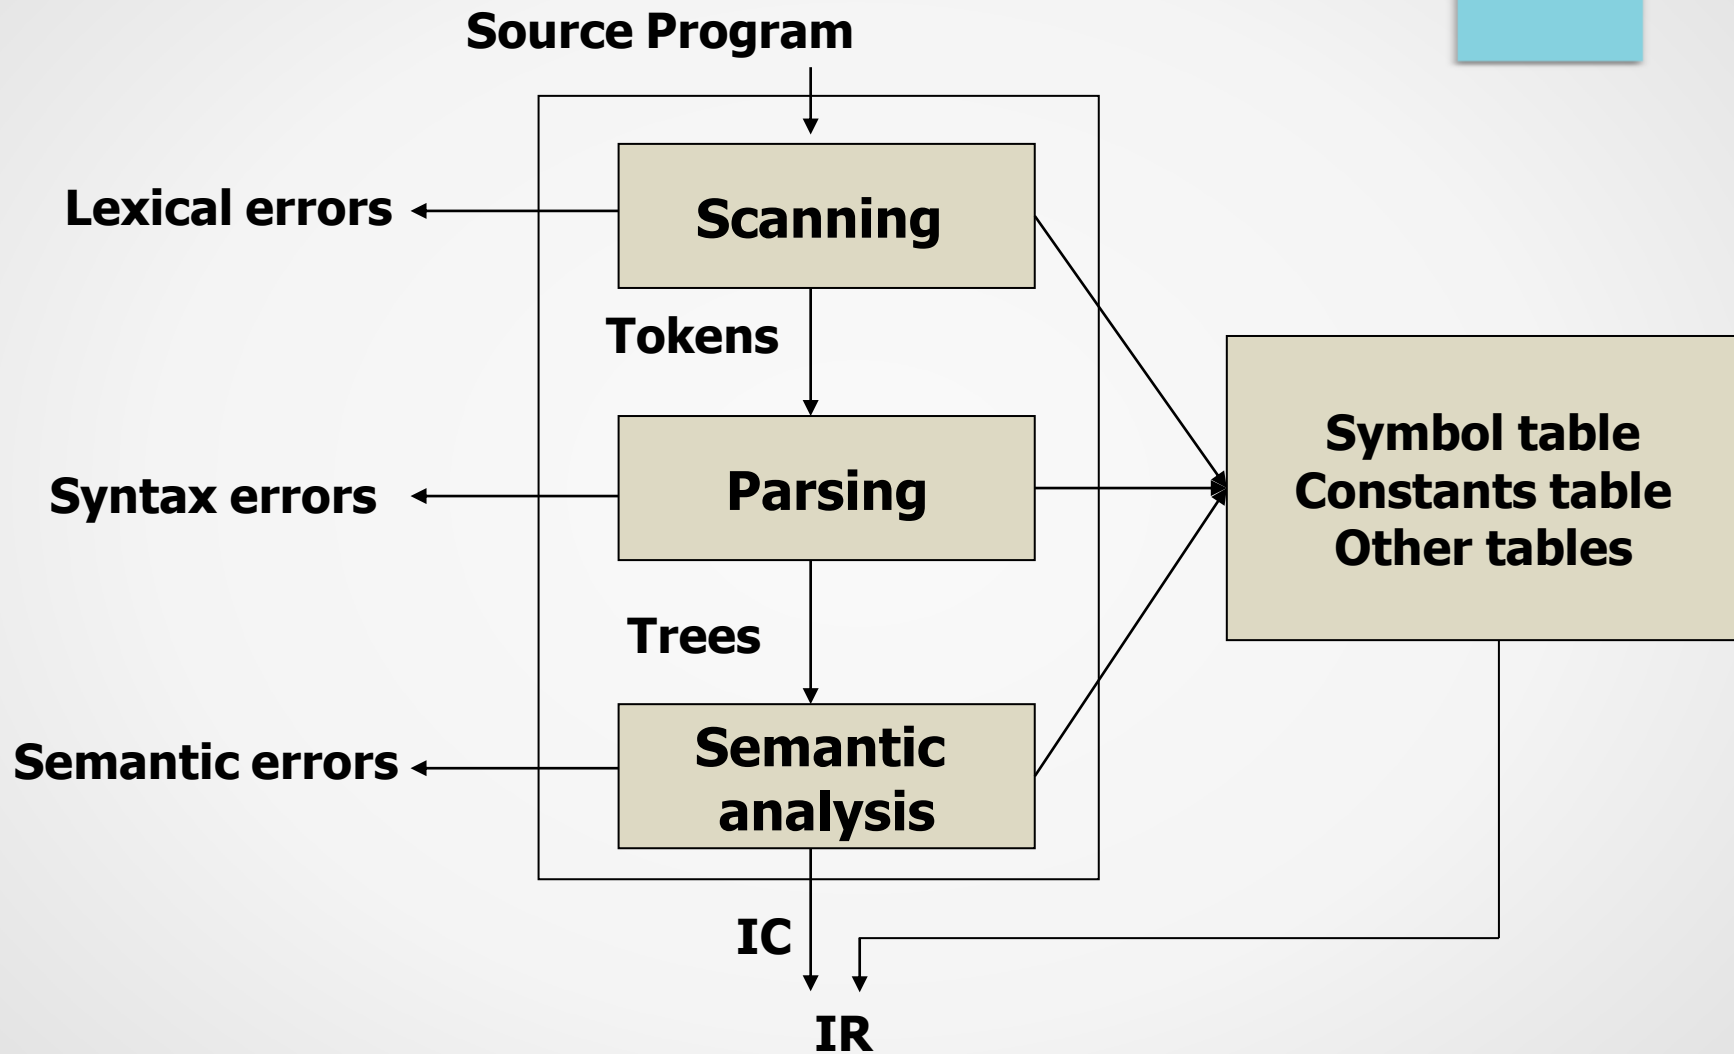 Source Program
Lexical errors
Scanning
Tokens
Syntax errors
Parsing
Symbol table
Constants table
Other tables
Trees
Semantic errors
Semantic
analysis
IC
IR